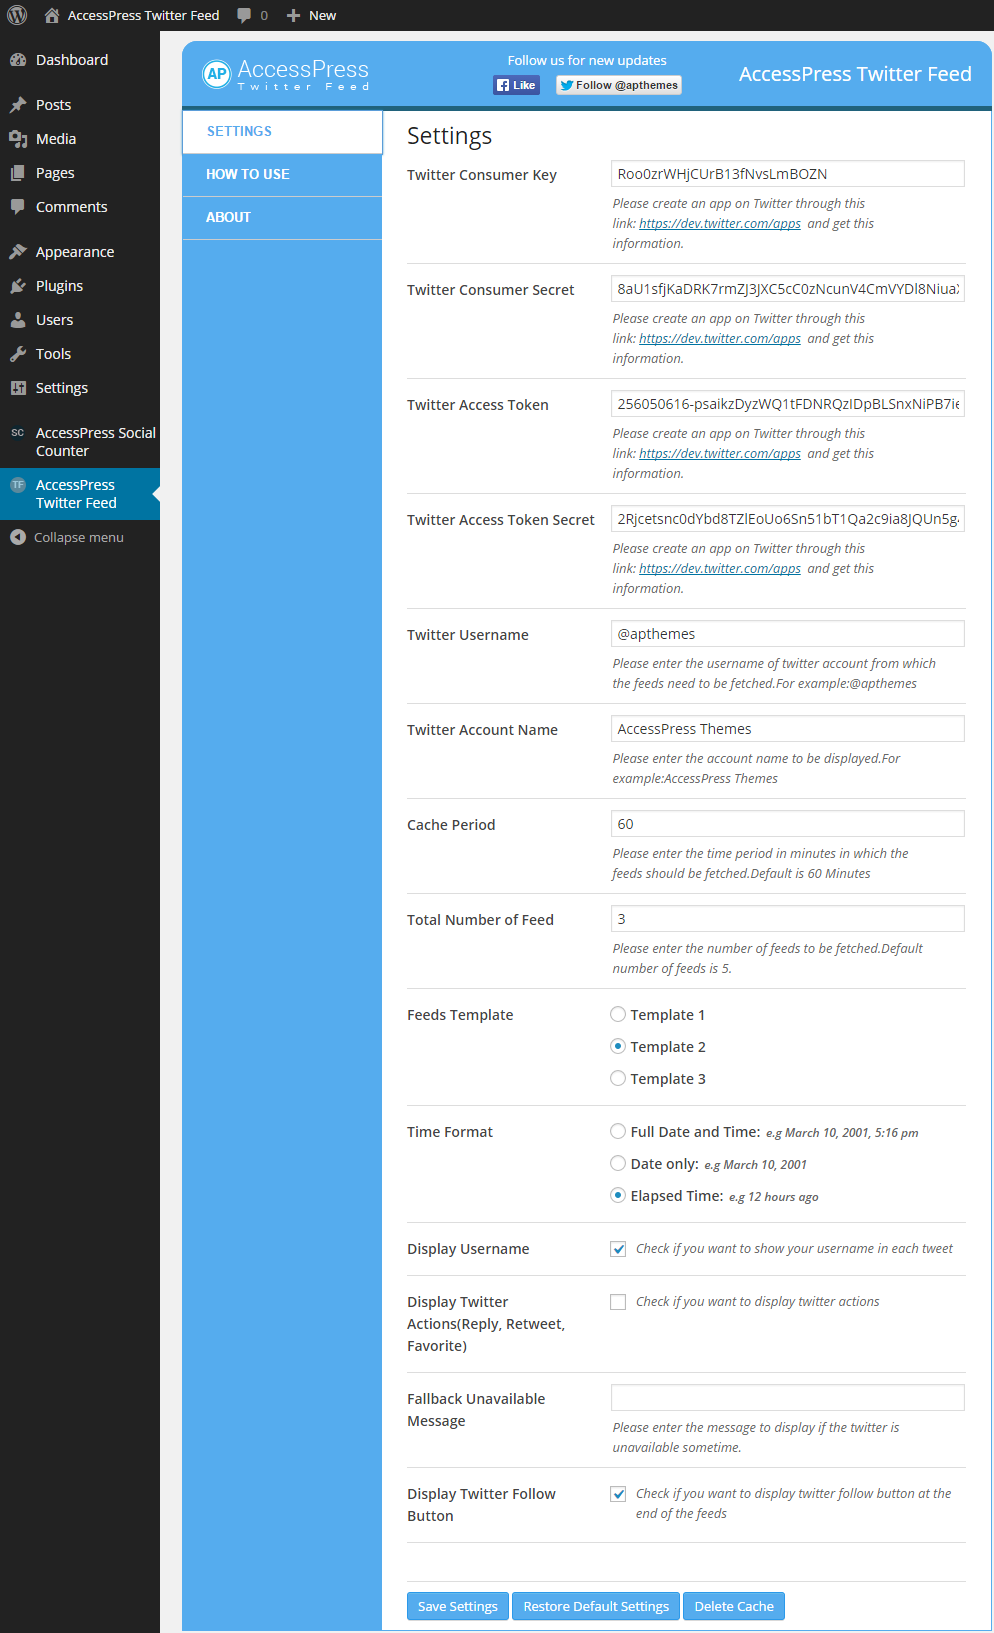 AccessPress Twitter Feed 0 New
Dashboard
Posts
Media
Pages
Comments
Appearance
Plugins
Users
Tools
Settings
SC AccessPress Social
Counter
TF AccessPress
Twitter Feed
Collapse menu
AP AccessPress
Twitter Feed
Follow us for new updates
Like Follow @apthemes
AccessPress Twitter Feed
SETTINGS
HOW TO USE
ABOUT
Settings
Twitter Consumer Key
Roo0zrWHjCUrB13fNvsLmBOZN
Please create an app on Twitter through this
link: https://dev.twitter.com/apps and get this
information.
Twitter Consumer Secret
Please create an app on Twitter through this
link: https://dev.twitter.com/apps and get this
information.
Twitter Access Token
Please create an app on Twitter through this
link: https://dev.twitter.com/apps and get this
information.
Twitter Access Token Secret
Please create an app on Twitter through this
link: https://dev.twitter.com/apps and get this
information.
Twitter Username
@apthemes
Please enter the username of twitter account from which
the feeds need to be fetched.For example:@apthemes
Twitter Account Name
AccessPress Themes
Please enter the account name to be displayed.For
example:AccessPress Themes
Cache Period
60
Please enter the time period in minutes in which the
feeds should be fetched.Default is 60 Minutes
Total Number of Feed
3
Please enter the number of feeds to be fetched.Default
number of feeds is 5.
Feeds Template
Template 1
Template 2
Template 3
Time Format
Full Date and Time: e.g March 10, 2001, 5:16 pm
Date only: e.g March 10, 2001
Elapsed Time: e.g 12 hours ago
Display Username
Check if you want to show your username in each tweet
Display Twitter
Actions(Reply, Retweet,
Favorite)
Check if you want to display twitter actions
Fallback Unavailable
Message
Please enter the message to display if the twitter is
unavailable sometime.
Display Twitter Follow
Button
Check if you want to display twitter follow button at the
end of the feeds
Save Settings Restore Default Settings Delete Cache